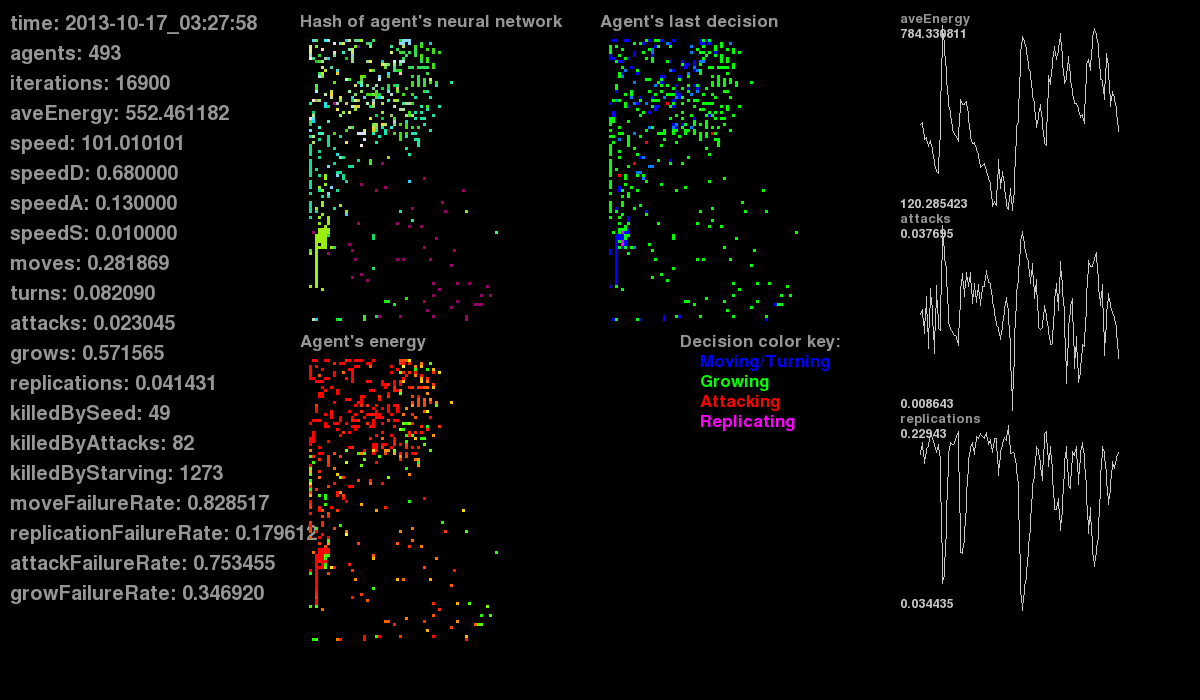 time: 2013-10-17_03:27:58
agents: 493
iterations: 16900
aveEnergy: 552.461182
speed: 101.010101
speedD: 0.680000
speedA: 0.130000
speedS: 0.010000
moves: 0.281869
turns: 0.082090
attacks: 0.023045
grows: 0.571565
replications: 0.041431
killedBySeed: 49
killedByAttacks: 82
killedByStarving: 1273
moveFailureRate: 0.828517
replicationFailureRate: 0.179612
attackFailureRate: 0.753455
growFailureRate: 0.346920
Hash of agent's neural network
Agent's last decision
Agent's energy
Decision color key:
Moving/Turning
Growing
Attacking
Replicating
aveEnergy
784.330811
120.285423
attacks
0.037695
0.008643
replications
0.22943
0.034435